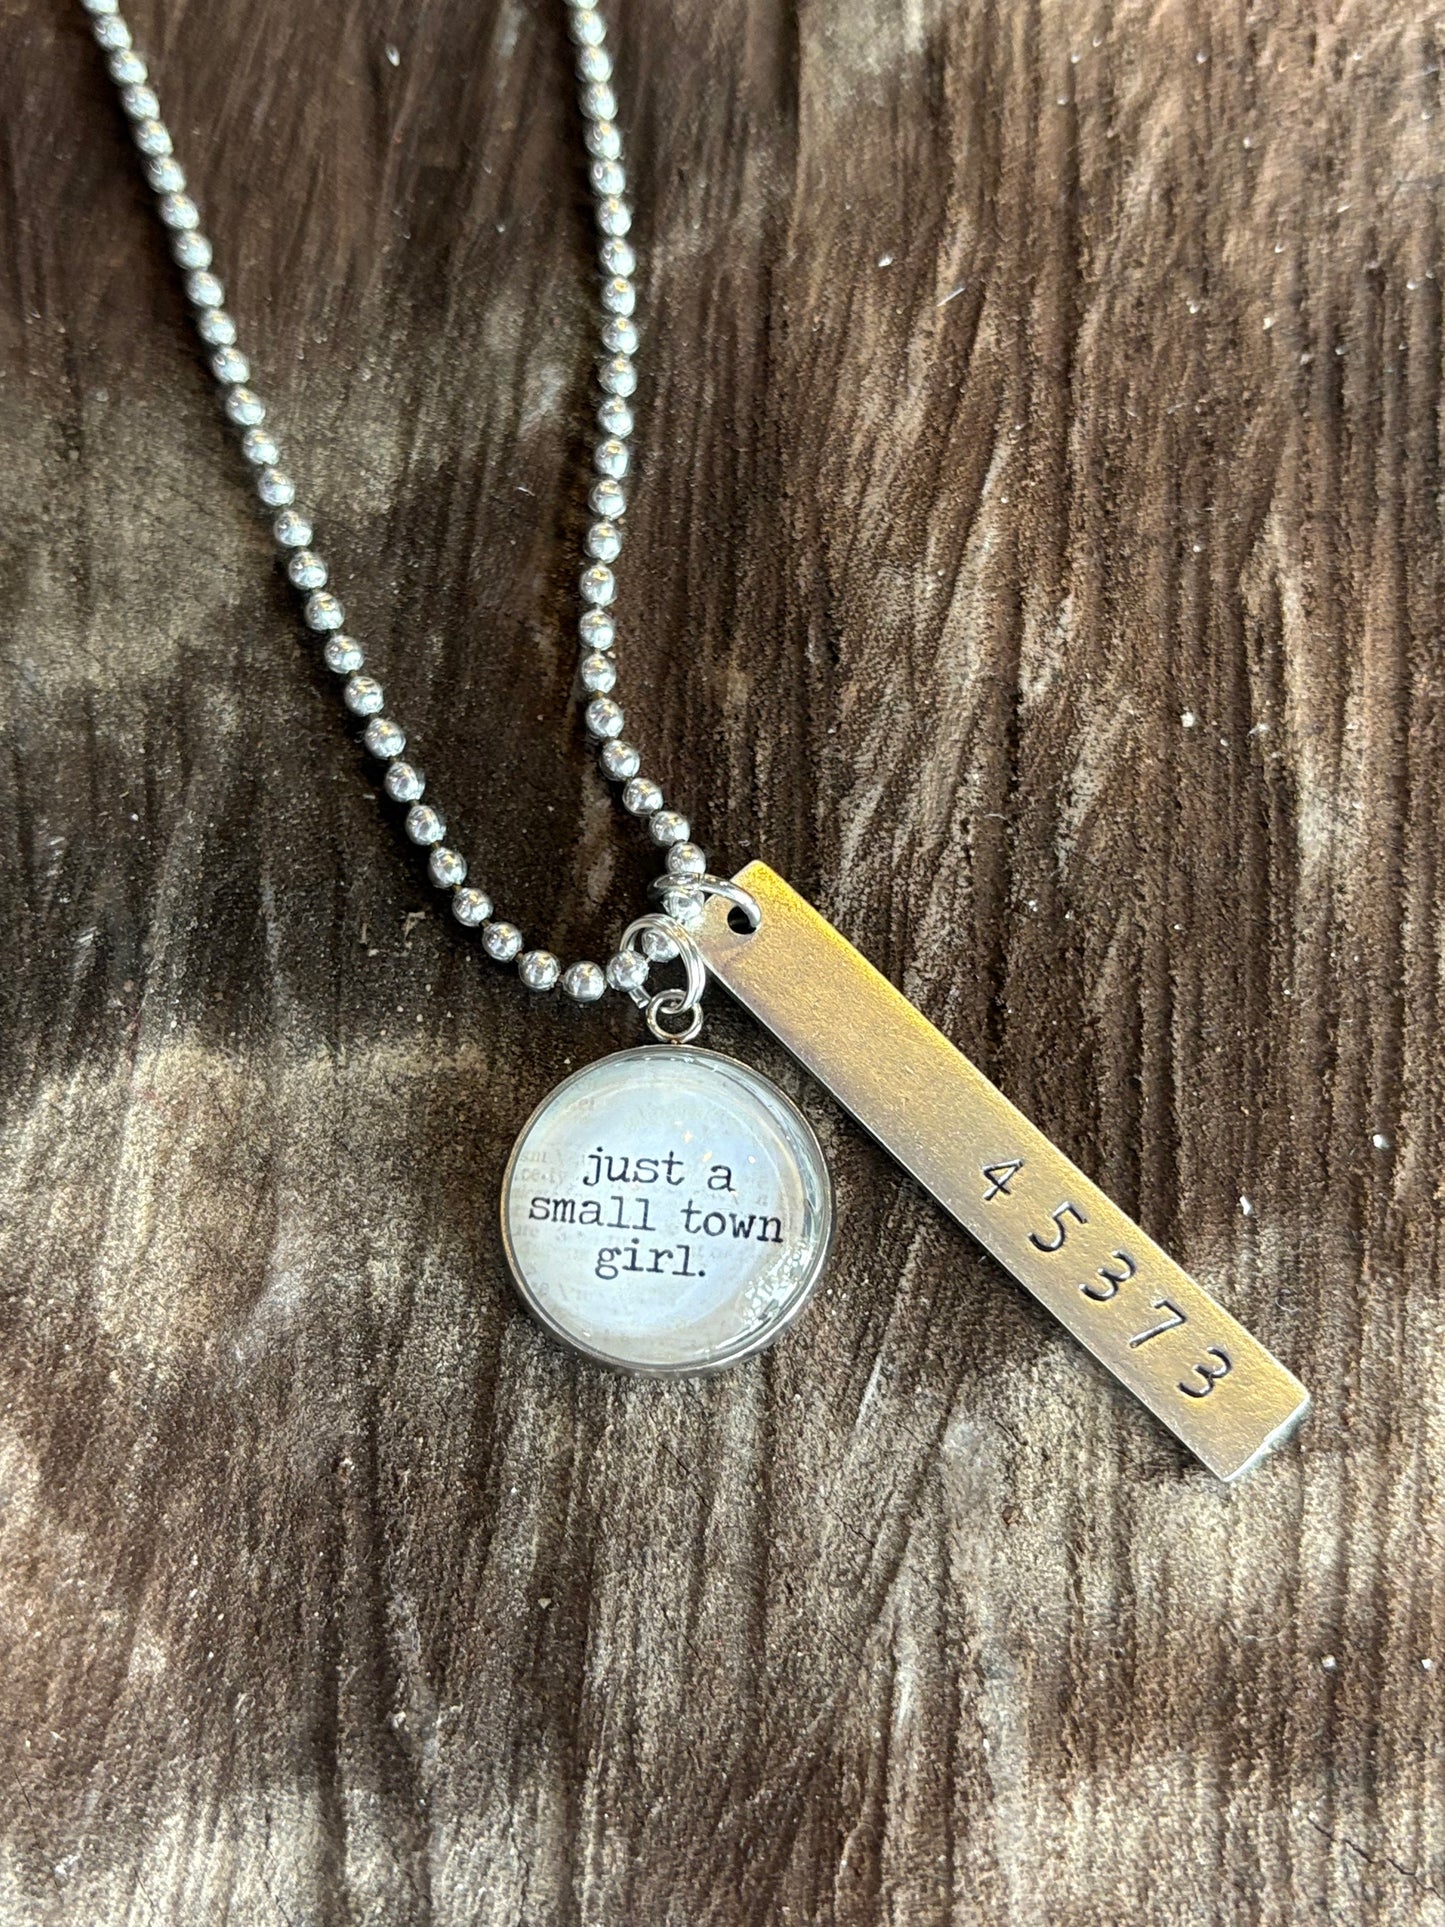 just a
small town
girl.
45373